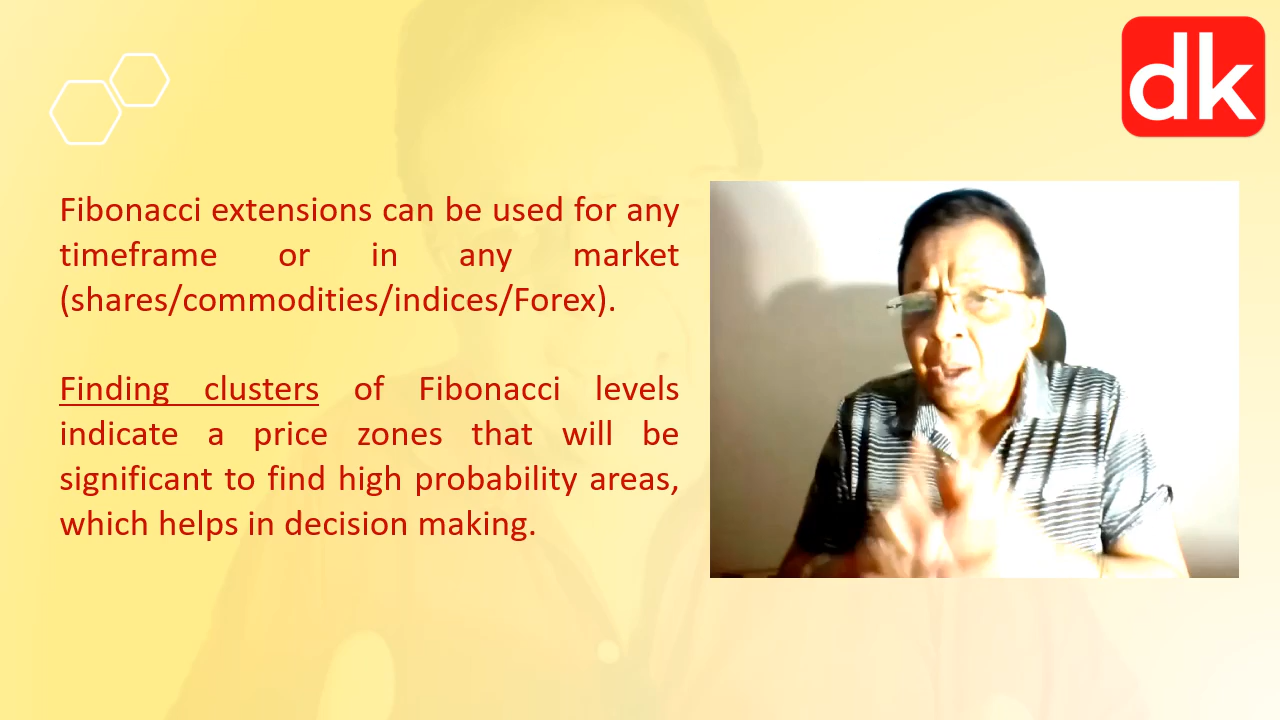 dk
Fibonacci extensions can be used for any
timeframe or in any market
(shares/commodities/indices/Forex).
Finding clusters of Fibonacci levels
indicate a price zones that will be
significant to find high probability areas,
which helps in decision making.